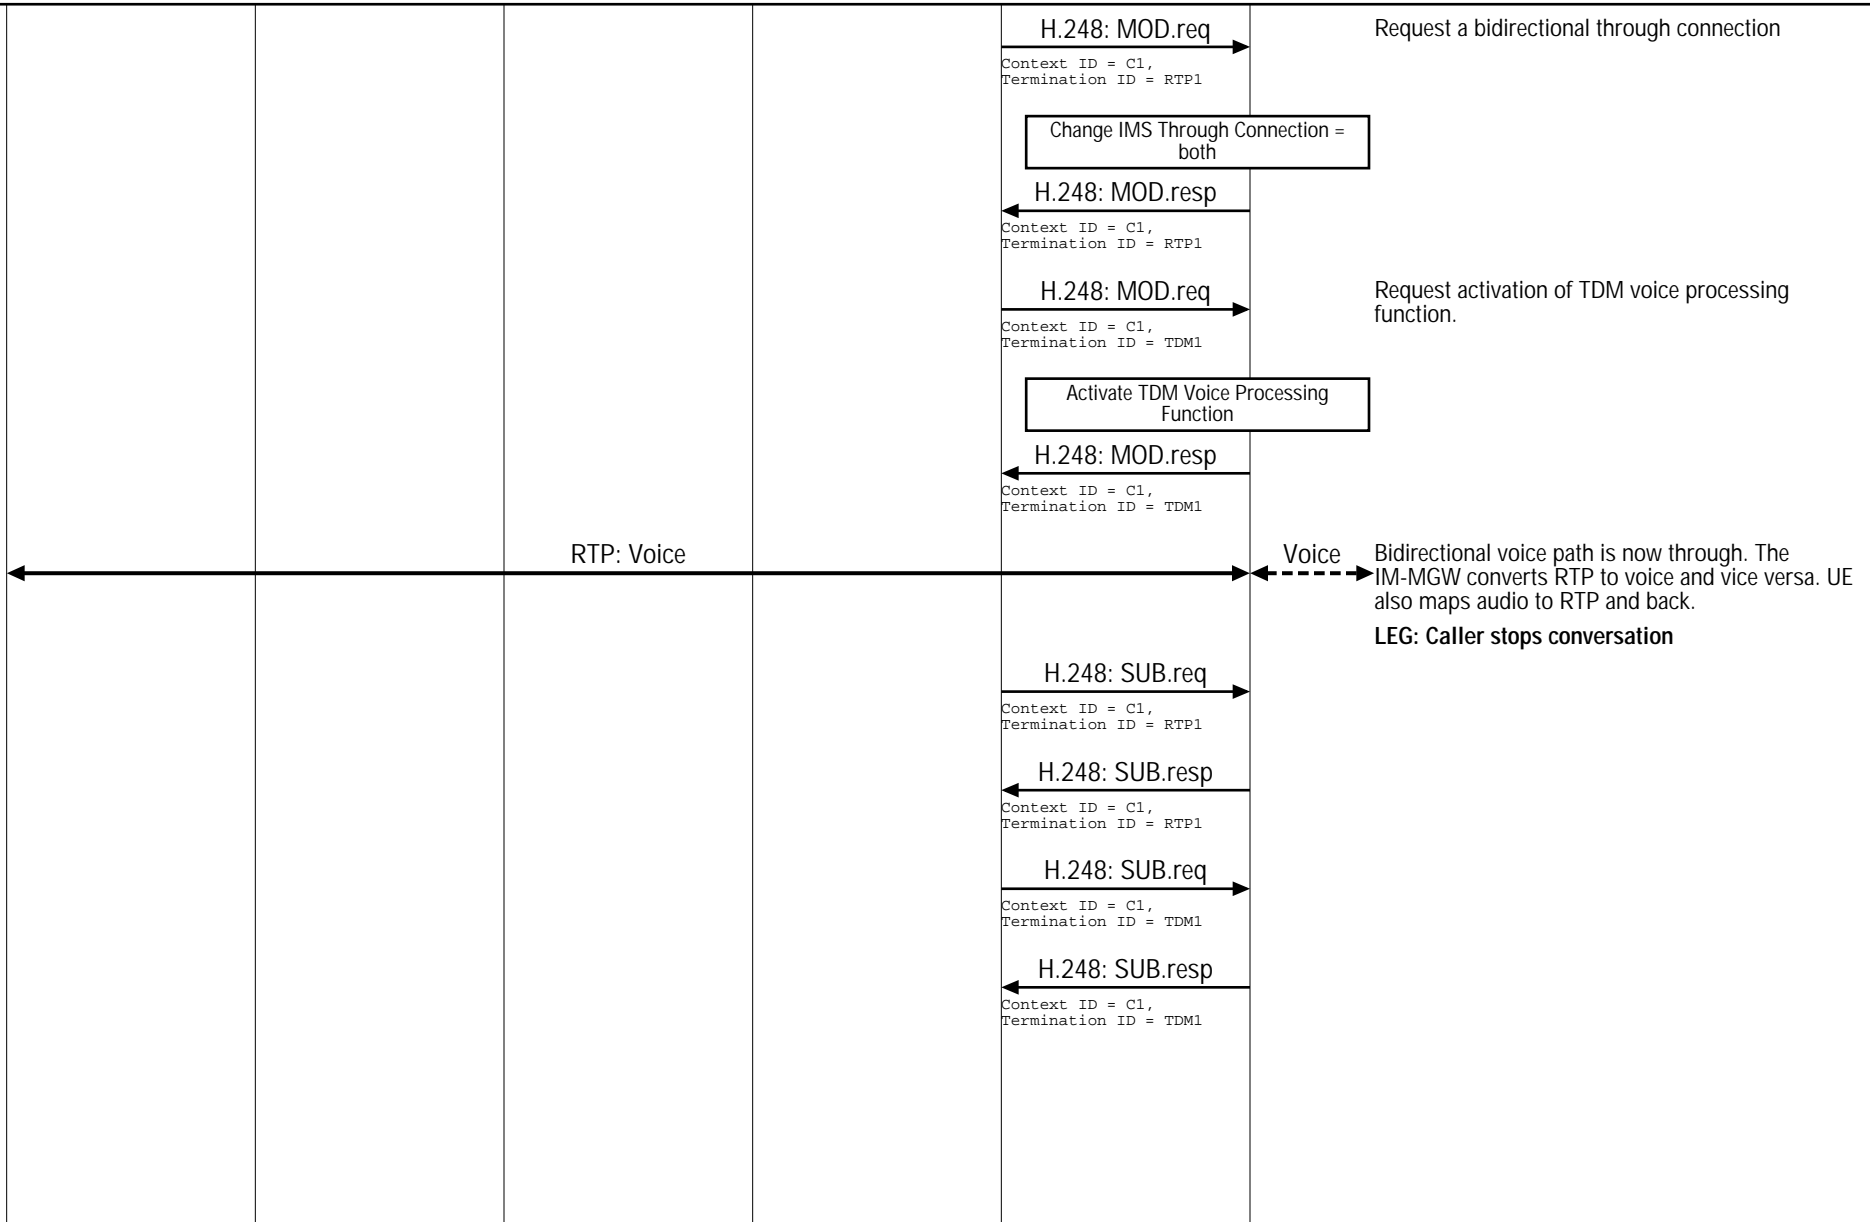 H.248: MOD.req
Request a bidirectional through connection
Context ID = C1,
Termination ID = RTP1
Change IMS Through Connection =
both
H.248: MOD.resp
Context ID = C1,
Termination ID = RTP1
H.248: MOD.req
Request activation of TDM voice processing
function.
Context ID = C1,
Termination ID = TDM1
Activate TDM Voice Processing
Function
H.248: MOD.resp
Context ID = C1,
Termination ID = TDM1
RTP: Voice
Voice
Bidirectional voice path is now through. The
IM-MGW converts RTP to voice and vice versa. UE
also maps audio to RTP and back.
LEG: Caller stops conversation
H.248: SUB.req
Context ID = C1,
Termination ID = RTP1
H.248: SUB.resp
Context ID = C1,
Termination ID = RTP1
H.248: SUB.req
Context ID = C1,
Termination ID = TDM1
H.248: SUB.resp
Context ID = C1,
Termination ID = TDM1